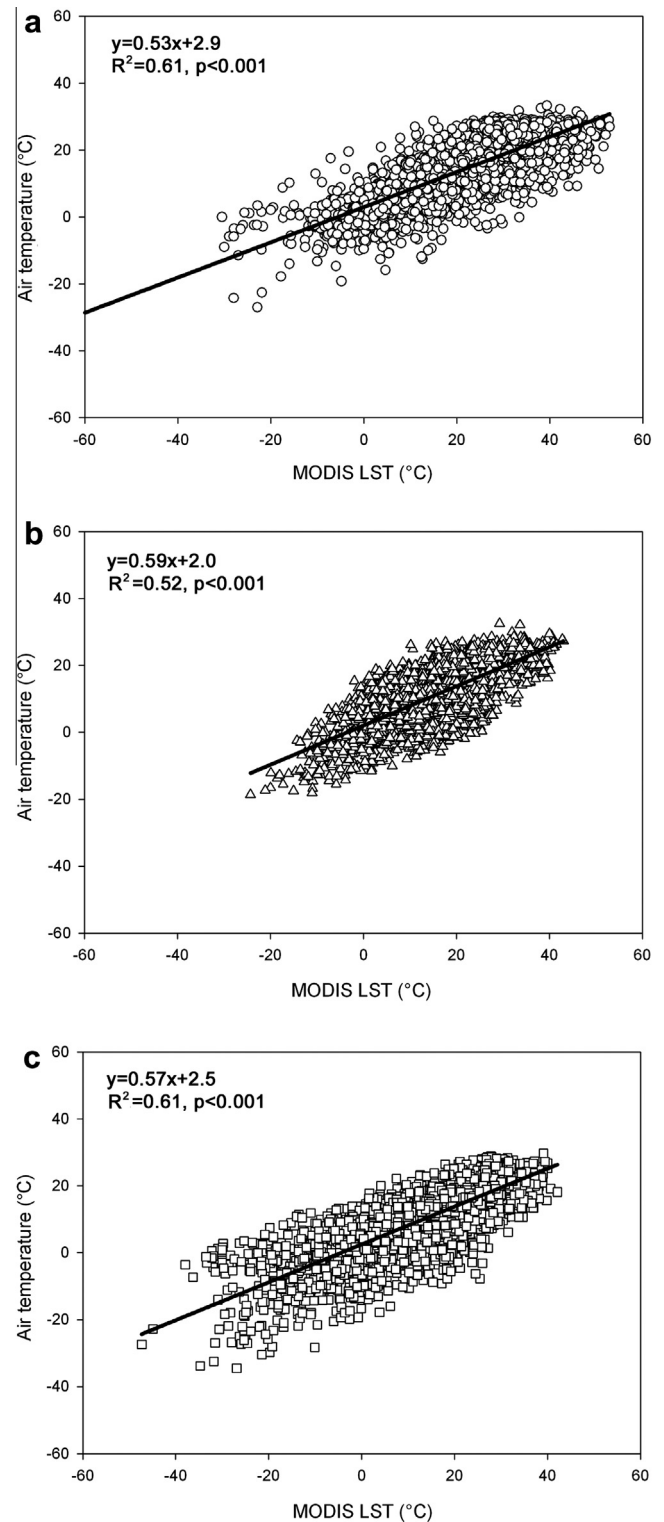 a
y=0.53x+2.9
R²=0.61, p<0.001
60
40
20
0
-20
-40
-60
Air temperature (°C)
-60 -40 -20 0 20 40 60
MODIS LST (°C)
b
y=0.59x+2.0
R²=0.52, p<0.001
60
40
20
0
-20
-40
-60
Air temperature (°C)
-60 -40 -20 0 20 40 60
MODIS LST (°C)
c
y=0.57x+2.5
R²=0.61, p<0.001
60
40
20
0
-20
-40
-60
Air temperature (°C)
-60 -40 -20 0 20 40 60
MODIS LST (°C)